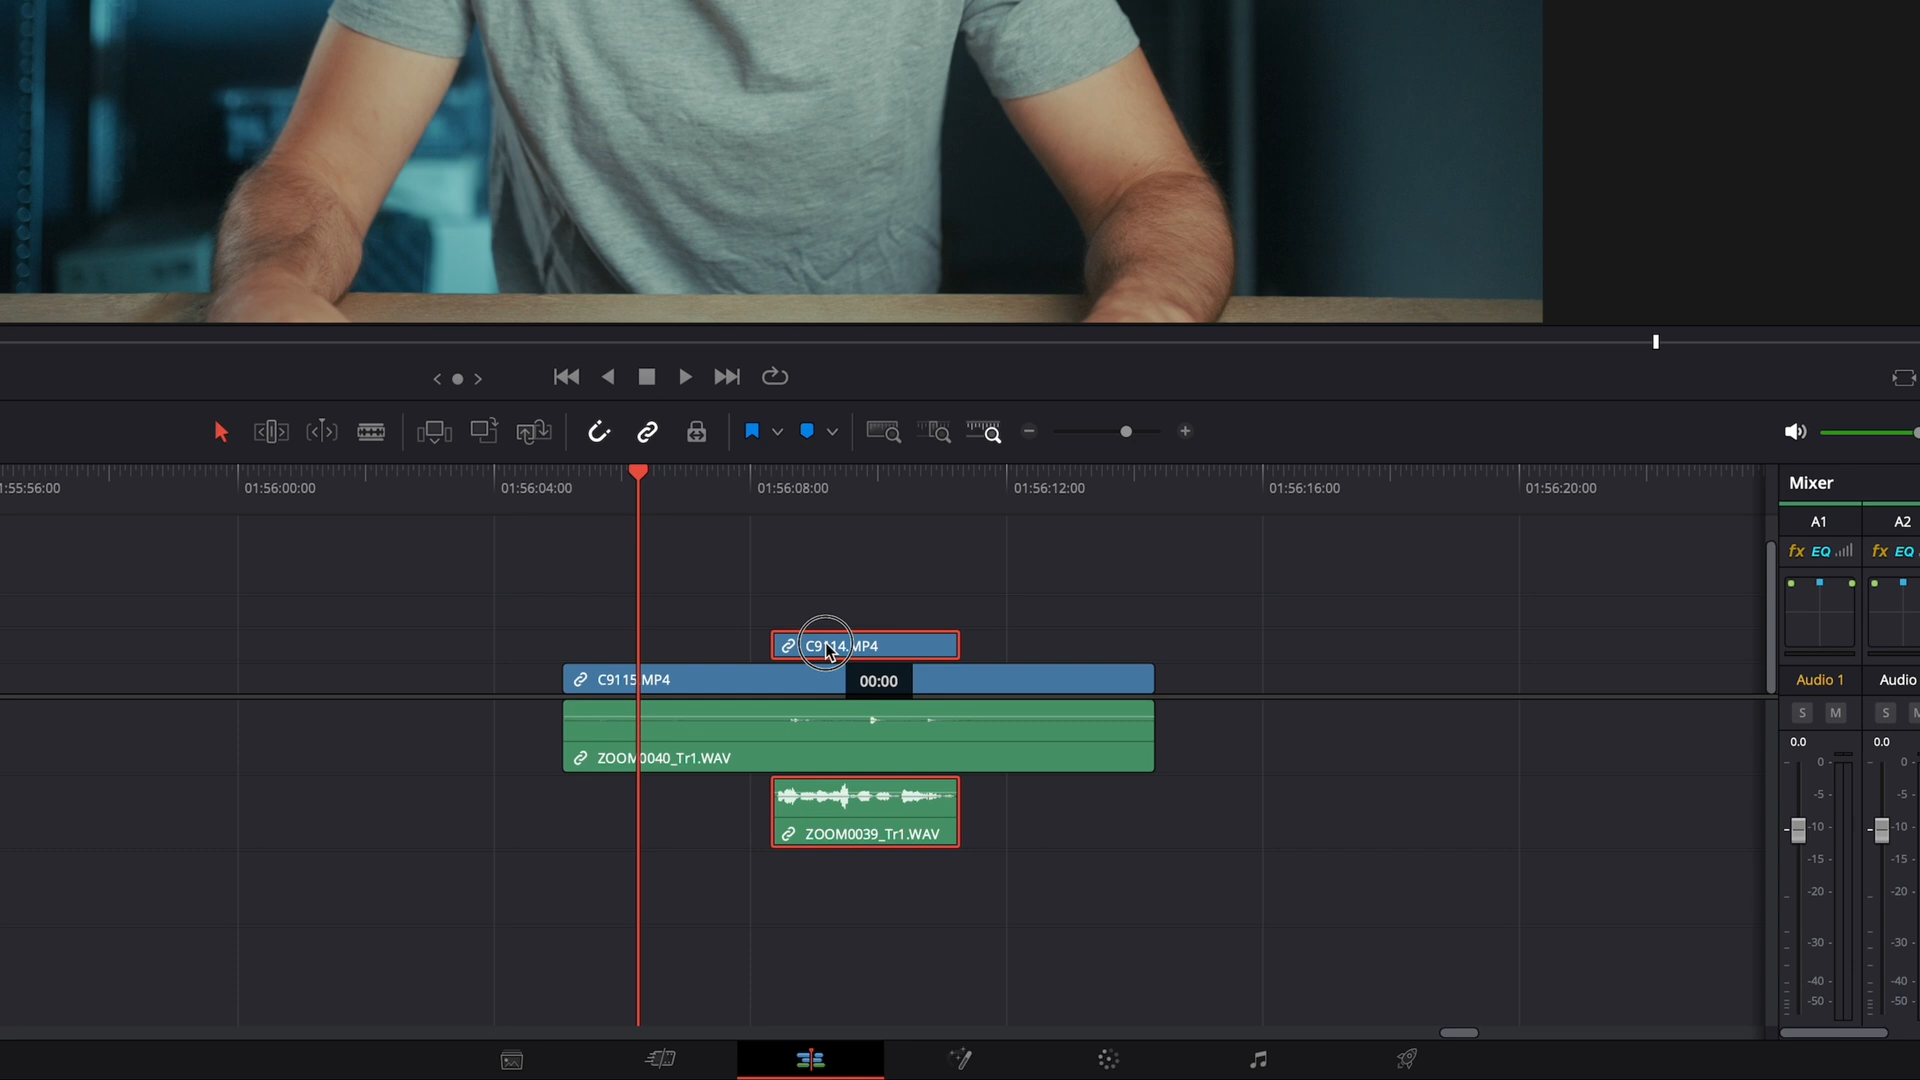 1:55:56:00
01:56:00:00
01:56:04:00
01:56:08:00
01:56:12:00
01:56:16:00
01:56:20:00
Mixer
A1
A2
fx EQ
fx EQ
C9114.MP4
C9115.MP4
00:00
Audio 1
Audio
S
M
S
M
ZOOM0040_Tr1.WAV
0.0
0.0
0
0
-5
-5
-10
-10
-15
-15
-20
-20
-30
-30
-40
-40
-50
-50
ZOOM0039_Tr1.WAV